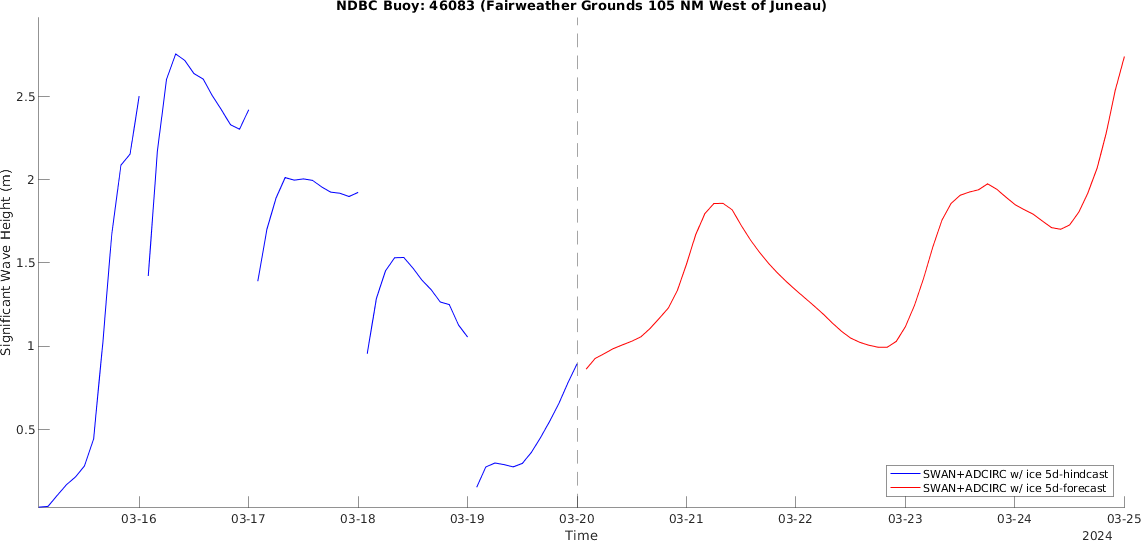 NDBC Buoy: 46083 (Fairweather Grounds 105 NM West of Juneau)
Significant Wave Height (m)
2.5
2
1.5
1
0.5
SWAN+ADCIRC w/ ice 5d-hindcast
SWAN+ADCIRC w/ ice 5d-forecast
03-16 03-17 03-18 03-19 03-20 03-21 03-22 03-23 03-24 03-25
Time
2024